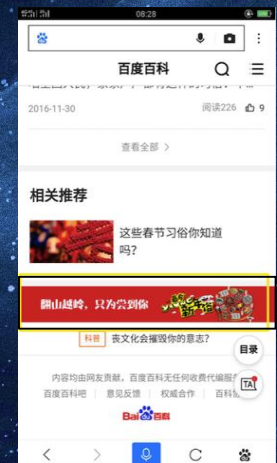 08:28
百度百科
2016-11-30
阅读226
9
查看全部 >
相关推荐
这些春节习俗你知道
吗?
翻山越岭,只为尝到你
科普 丧文化会摧毁你的意志?
目录
内容均由网友贡献,百度百科无任何收费代编服
百度百科吧 意见反馈 权威合作 百科
TA
Bai 百科